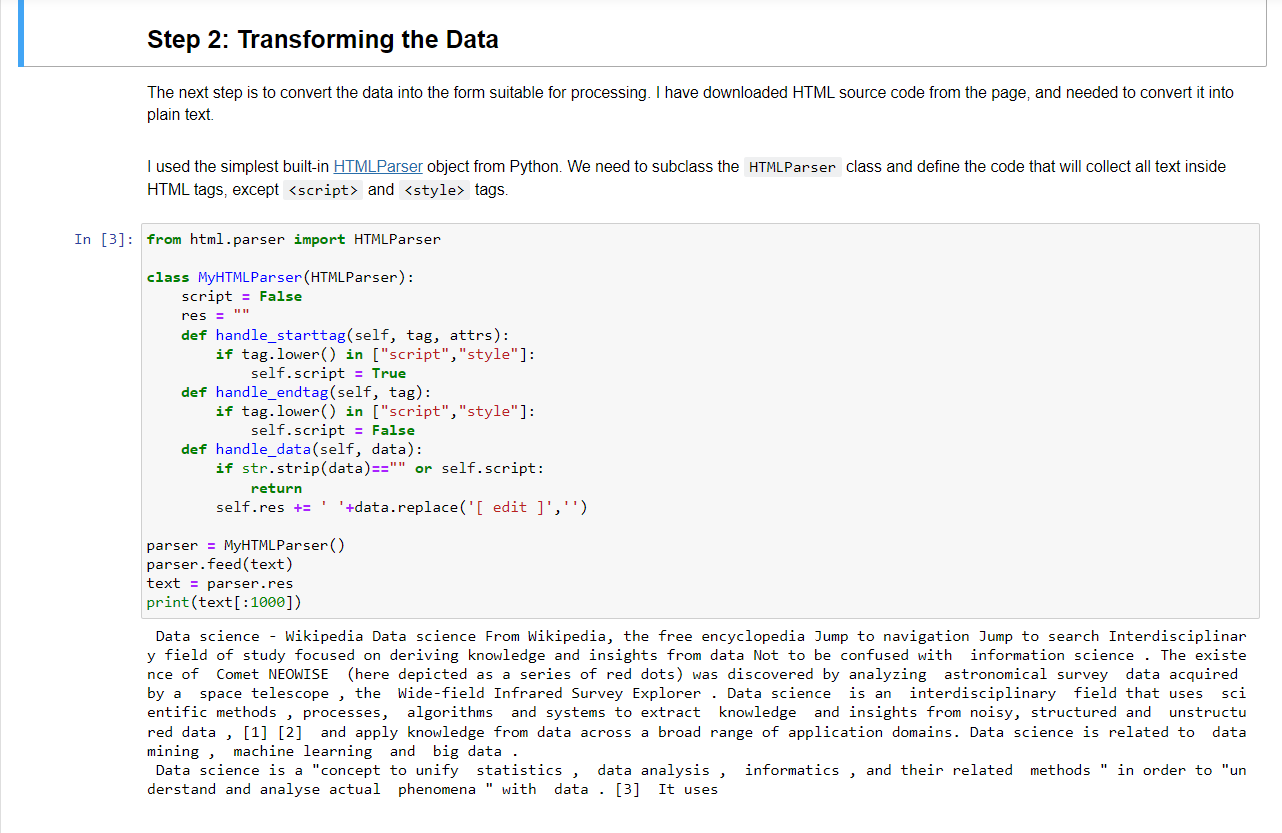 Step 2: Transforming the Data
The next step is to convert the data into the form suitable for processing. I have downloaded HTML source code from the page, and needed to convert it into
plain text.
I used the simplest built-in HTMLParser object from Python. We need to subclass the HTMLParser class and define the code that will collect all text inside
HTML tags, except <script> and <style> tags.
In [3]: from html.parser import HTMLParser
class MyHTMLParser(HTMLParser):
    script = False
    res = ""
    def handle_starttag(self, tag, attrs):
        if tag.lower() in ["script","style"]:
            self.script = True
    def handle_endtag(self, tag):
        if tag.lower() in ["script","style"]:
            self.script = False
    def handle_data(self, data):
        if str.strip(data)=="" or self.script:
            return
        self.res += ' '+data.replace('[ edit ]','')
parser = MyHTMLParser()
parser.feed(text)
text = parser.res
print(text[:1000])
 Data science - Wikipedia Data science From Wikipedia, the free encyclopedia Jump to navigation Jump to search Interdisciplinar
y field of study focused on deriving knowledge and insights from data Not to be confused with  information science . The existe
nce of  Comet NEOWISE  (here depicted as a series of red dots) was discovered by analyzing  astronomical survey  data acquired
by a  space telescope , the  Wide-field Infrared Survey Explorer . Data science  is an  interdisciplinary  field that uses  sci
entific methods , processes,  algorithms  and systems to extract  knowledge  and insights from noisy, structured and  unstructu
red data , [1] [2]  and apply knowledge from data across a broad range of application domains. Data science is related to  data
mining ,  machine learning  and  big data .
 Data science is a "concept to unify  statistics ,  data analysis ,  informatics , and their related  methods " in order to "un
derstand and analyse actual  phenomena " with  data . [3]  It uses